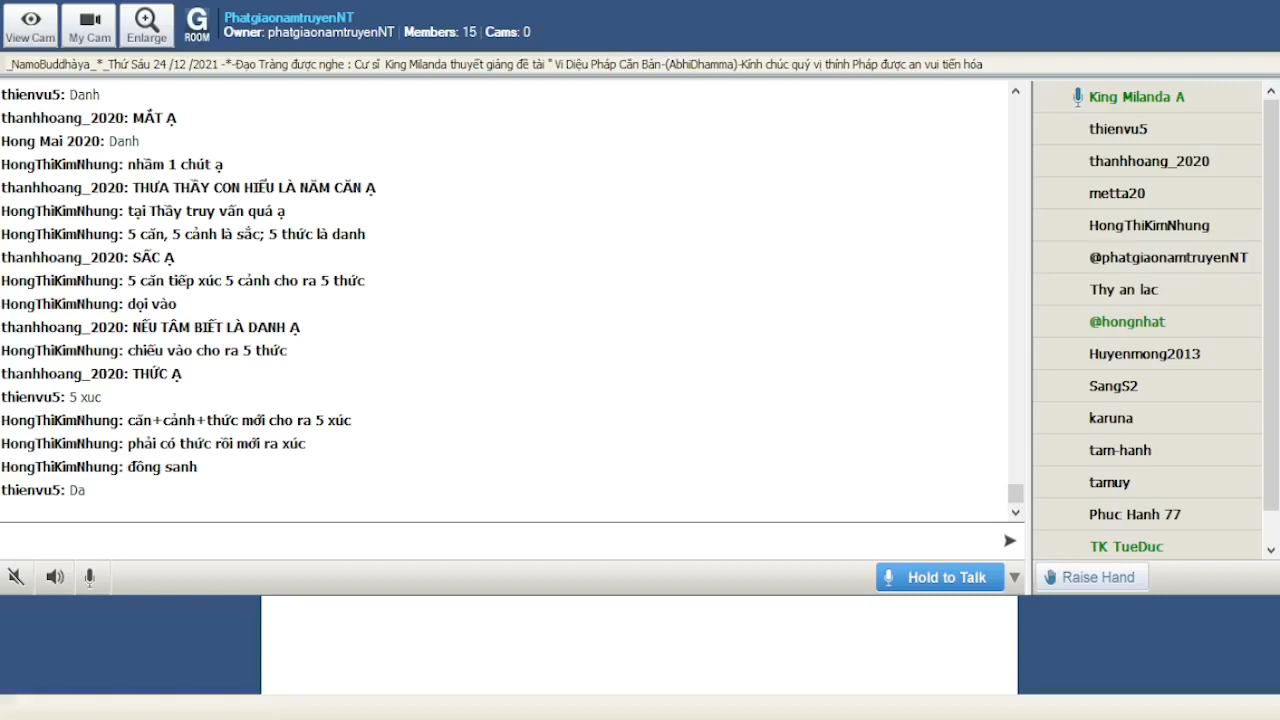 View Cam
My Cam
Enlarge
G
ROOM
PhatgiaonamtruyenNT
Owner: phatgiaonamtruyenNT | Members: 15 | Cams: 0
_NamoBuddhàya_*_Thứ Sáu 24 /12 /2021 -*-Đạo Tràng được nghe : Cư sĩ King Milanda thuyết giảng đề tài " Vi Diệu Pháp Căn Bản-(AbhiDhamma)-Kính chúc quý vị thính Pháp được an vui tiến hóa
thienvu5: Danh
thanhhoang_2020: MẮT Ạ
Hong Mai 2020: Danh
HongThiKimNhung: nhầm 1 chút ạ
thanhhoang_2020: THƯA THẦY CON HIỂU LÀ NĂM CĂN Ạ
HongThiKimNhung: tại Thầy truy vấn quá ạ
HongThiKimNhung: 5 căn, 5 cảnh là sắc; 5 thức là danh
thanhhoang_2020: SẤC Ạ
HongThiKimNhung: 5 căn tiếp xúc 5 cảnh cho ra 5 thức
HongThiKimNhung: dọi vào
thanhhoang_2020: NẾU TÂM BIẾT LÀ DANH Ạ
HongThiKimNhung: chiếu vào cho ra 5 thức
thanhhoang_2020: THỨC Ạ
thienvu5: 5 xuc
HongThiKimNhung: căn+cảnh+thức mới cho ra 5 xúc
HongThiKimNhung: phải có thức rồi mới ra xúc
HongThiKimNhung: đồng sanh
thienvu5: Da
King Milanda A
thienvu5
thanhhoang_2020
metta20
HongThiKimNhung
@phatgiaonamtruyenNT
Thy an lac
@hongnhat
Huyenmong2013
SangS2
karuna
tam-hanh
tamuy
Phuc Hanh 77
TK TueDuc
Hold to Talk
Raise Hand